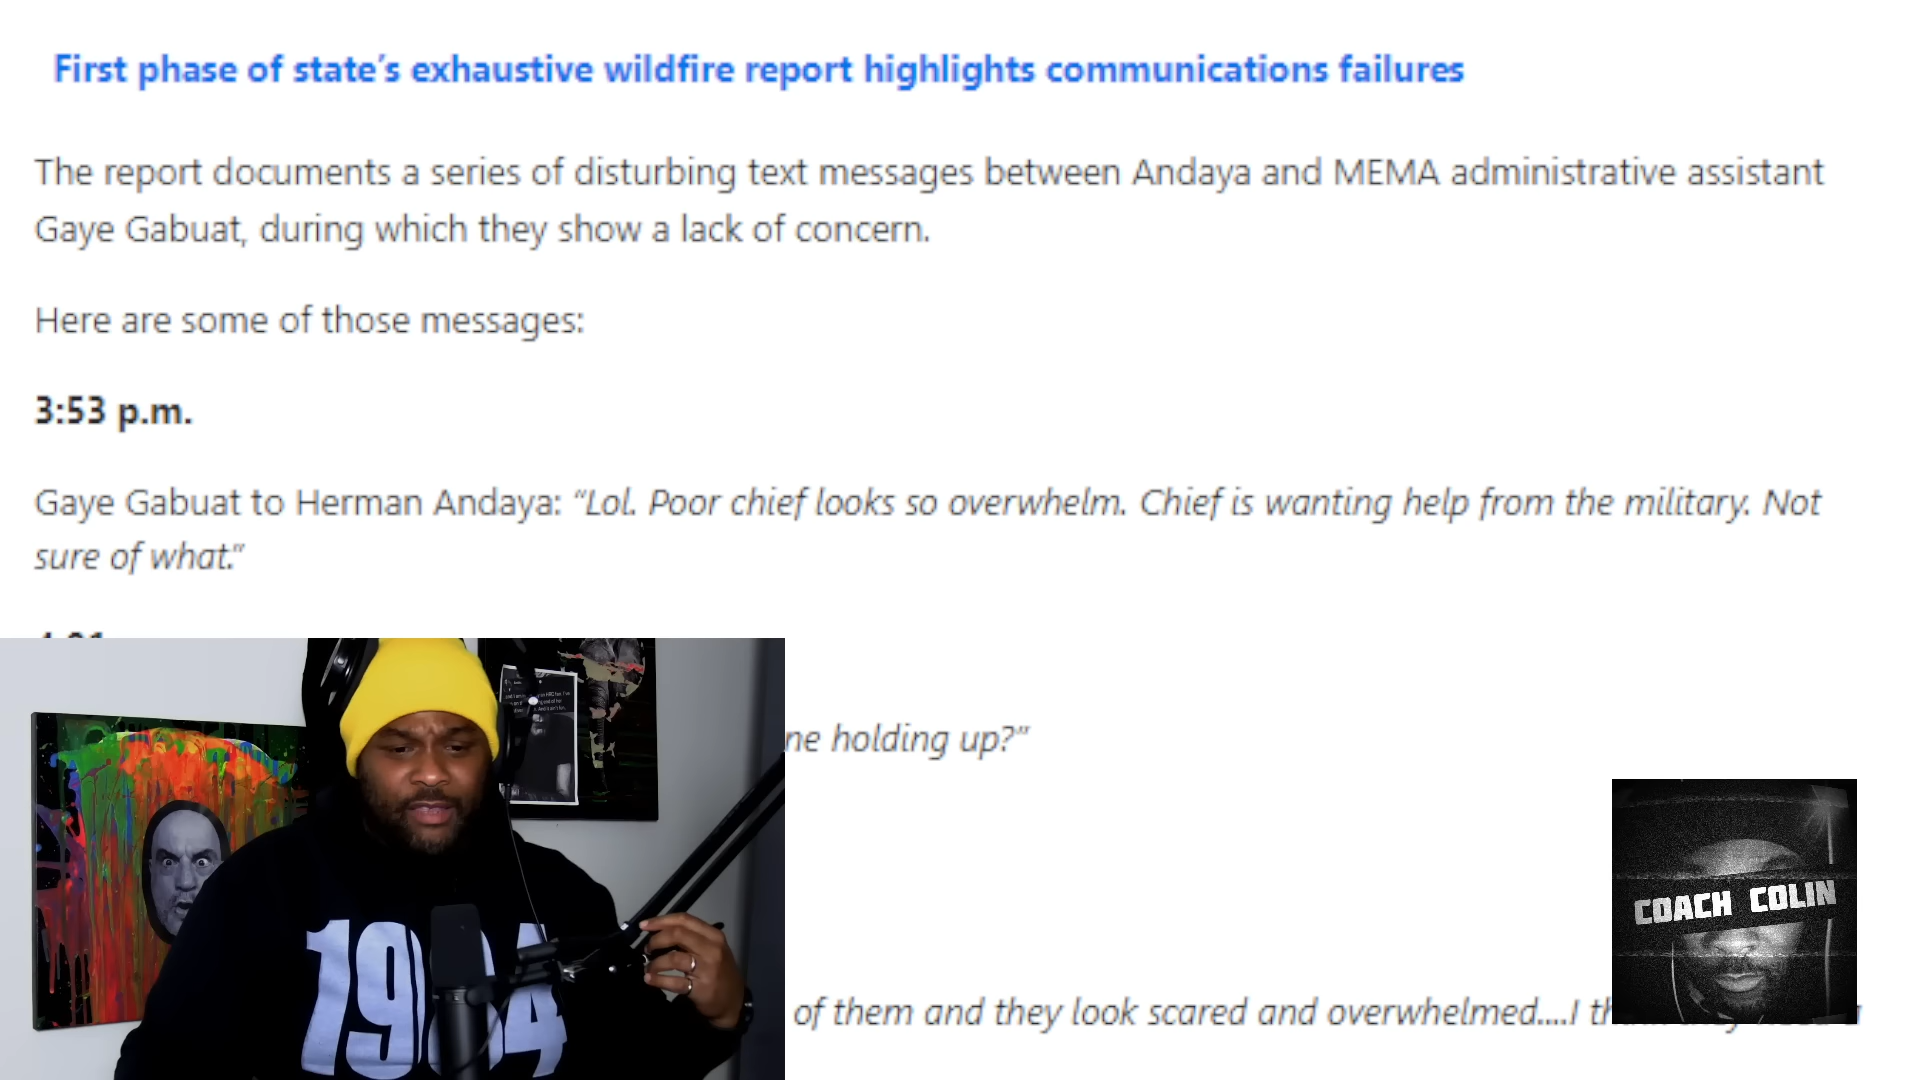 First phase of state’s exhaustive wildfire report highlights communications failures
The report documents a series of disturbing text messages between Andaya and MEMA administrative assistant
Gaye Gabuat, during which they show a lack of concern.
Here are some of those messages:
3:53 p.m.
Gaye Gabuat to Herman Andaya: “Lol. Poor chief looks so overwhelm. Chief is wanting help from the military. Not
sure of what.”
holding up?”
COACH COLIN
1984
of them and they look scared and overwhelmed....I